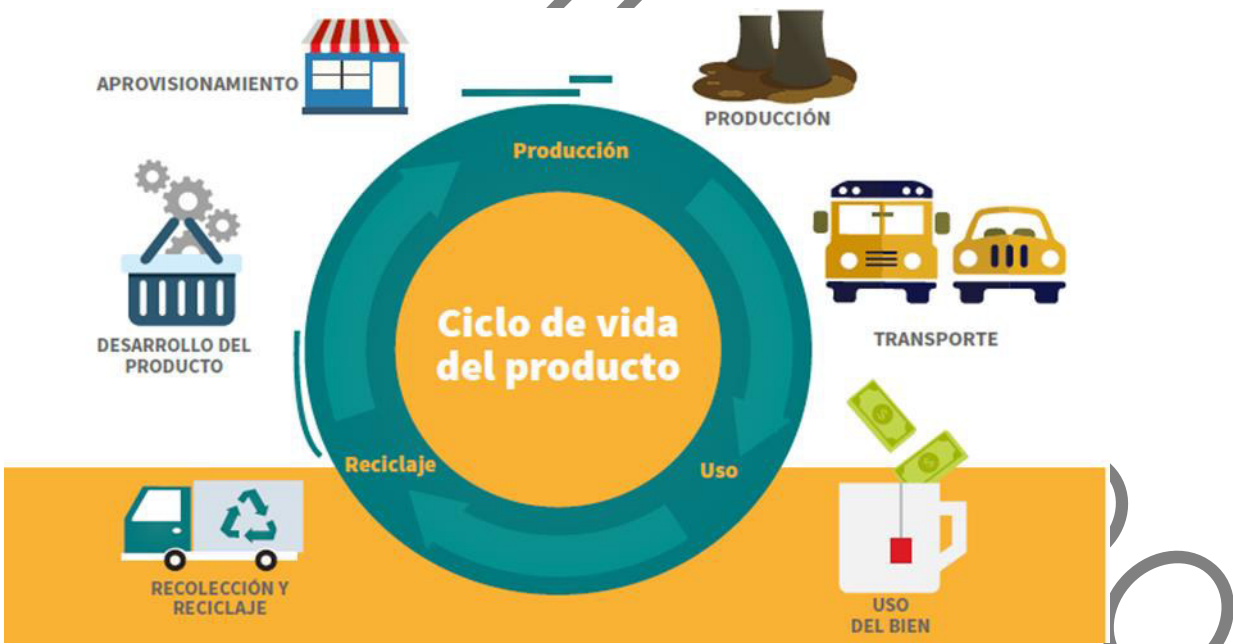 APROVISIONAMIENTO
PRODUCCIÓN
Producción
DESARROLLO DEL
PRODUCTO
Ciclo de vida
del producto
TRANSPORTE
Reciclaje
Uso
RECOLECCIÓN Y
RECICLAJE
USO
DEL BIEN